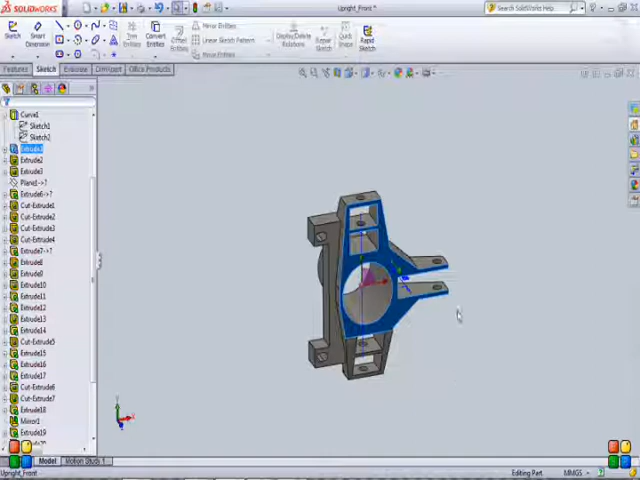 SOLIDWORKS
Upright_Front *
Search SolidWorks Help
Sketch
Smart Dimension
Trim Entities
Convert Entities
Offset Entities
Mirror Entities
Linear Sketch Pattern
Move Entities
Display/Delete Relations
Repair Sketch
Quick Snaps
Rapid Sketch
Features
Sketch
Evaluate
DimXpert
Office Products
Curve1
Sketch1
Sketch2
Extrude1
Extrude2
Extrude3
Plane1->?
Extrude6->?
Cut-Extrude1
Cut-Extrude2
Cut-Extrude3
Cut-Extrude4
Extrude7->?
Extrude8
Extrude9
Extrude10
Extrude11
Extrude12
Extrude13
Extrude14
Cut-Extrude5
Extrude15
Extrude16
Extrude17
Cut-Extrude6
Cut-Extrude7
Extrude18
Mirror1
Extrude19
Model
Motion Study 1
Upright_Front
Editing Part
MMGS